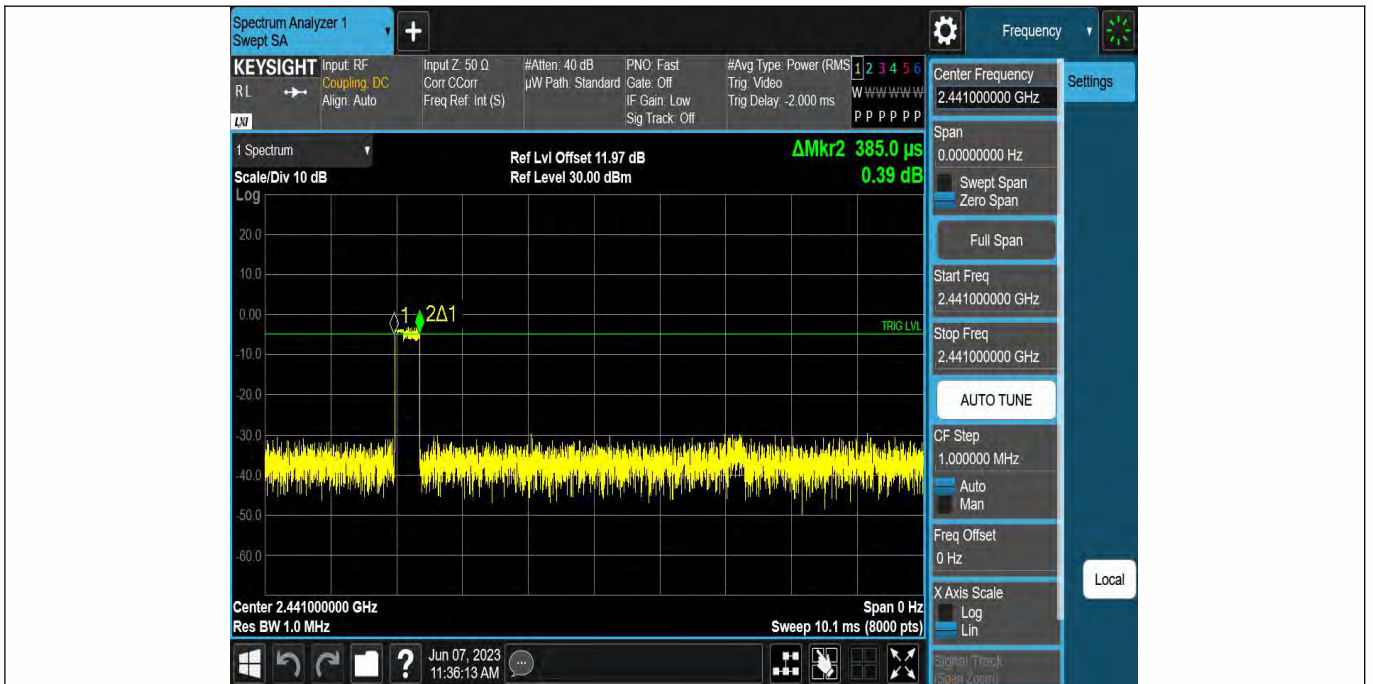 Spectrum Analyzer 1
Swept SA
+
Frequency
KEYSIGHT
RL
LXI
Input: RF
Coupling: DC
Align: Auto
Input Z: 50 Ω
Corr CCorr
Freq Ref: Int (S)
#Atten: 40 dB
µW Path: Standard
PNO: Fast
Gate: Off
IF Gain: Low
Sig Track: Off
#Avg Type: Power (RMS
Trig: Video
Trig Delay: -2.000 ms
1 2 3 4 5 6
W W W W W W
P P P P P P
1 Spectrum
Scale/Div 10 dB
Ref Lvl Offset 11.97 dB
Ref Level 30.00 dBm
ΔMkr2 385.0 µs
0.39 dB
Log
20.0
10.0
0.00
-10.0
-20.0
-30.0
-40.0
-50.0
-60.0
1
2Δ1
TRIG LVL
Center 2.441000000 GHz
Res BW 1.0 MHz
Span 0 Hz
Sweep 10.1 ms (8000 pts)
Center Frequency
2.441000000 GHz
Settings
Span
0.00000000 Hz
Swept Span
Zero Span
Full Span
Start Freq
2.441000000 GHz
Stop Freq
2.441000000 GHz
AUTO TUNE
CF Step
1.000000 MHz
Auto
Man
Freq Offset
0 Hz
X Axis Scale
Log
Lin
Signal Track
(Span Zoom)
Local
?
Jun 07, 2023
11:36:13 AM